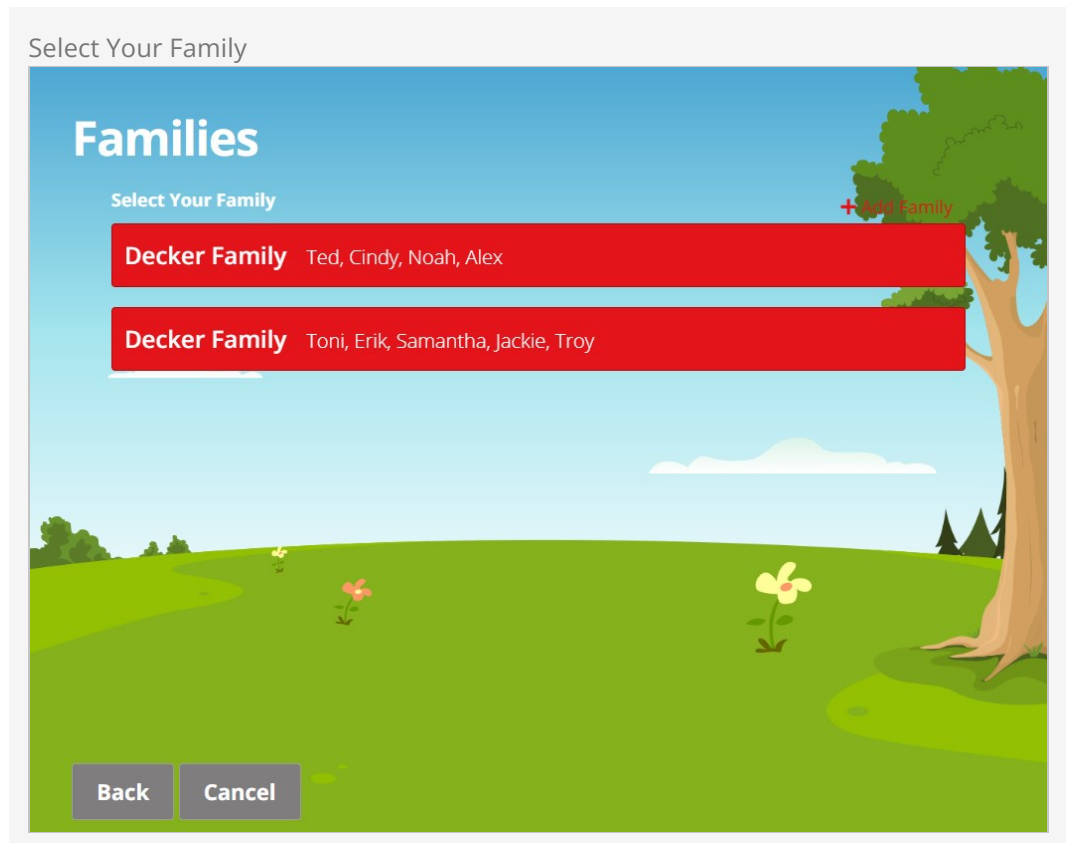 Select Your Family
Families
Select Your Family
+ Add Family
Decker Family Ted, Cindy, Noah, Alex
Decker Family Toni, Erik, Samantha, Jackie, Troy
Back Cancel